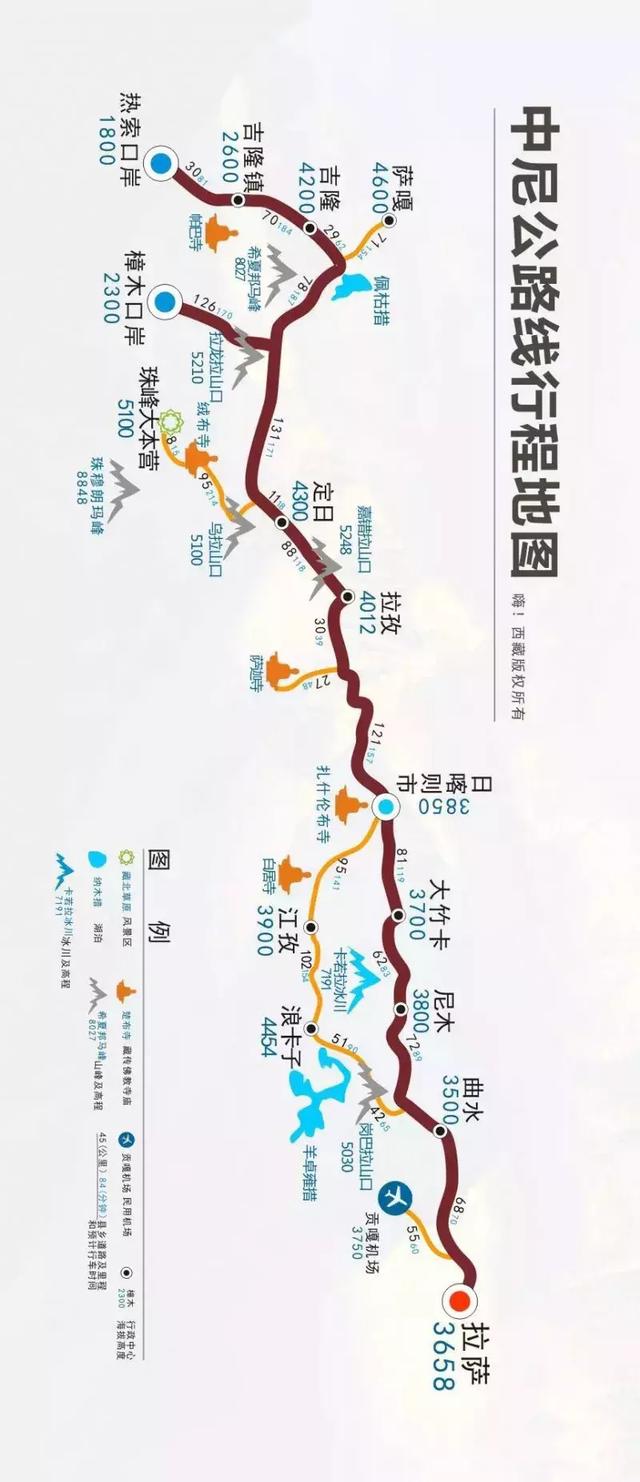 中尼公路线行程地图
嗨！西藏版权所有
热索口岸
1800
30 81
吉隆镇
2600
70 184
吉隆
4200
29 62
萨嘎
4600
71 154
佩枯措
帕巴寺
希夏邦马峰
8027
78 187
樟木口岸
2300
126 170
拉龙拉山口
5210
131 171
珠峰大本营
5100
8 15
绒布寺
95 214
乌拉山口
5100
珠穆朗玛峰
8848
11 8
定日
4300
88 118
嘉错拉山口
5248
拉孜
4012
30 39
萨迦寺
27 48
121 157
日喀则市
3850
扎什伦布寺
81 119
大竹卡
3700
62 83
尼木
3800
72 89
曲水
3500
68 70
拉萨
3658
95 141
白居寺
江孜
3900
102 154
卡若拉冰川
7191
浪卡子
4454
51 90
羊卓雍措
岗巴拉山口
5030
42 65
贡嘎机场
3750
55 60
图 例
藏北草原 风景区
楚布寺 藏传佛教寺庙
贡嘎机场 民用机场
樟木 行政中心
2300 海拔高度
纳木措 湖泊
希夏邦马峰 山峰及高程
8027
45(公里) 84(分钟) 县乡道路及里程
和预计行车时间
卡若拉冰川 冰川及高程
7191